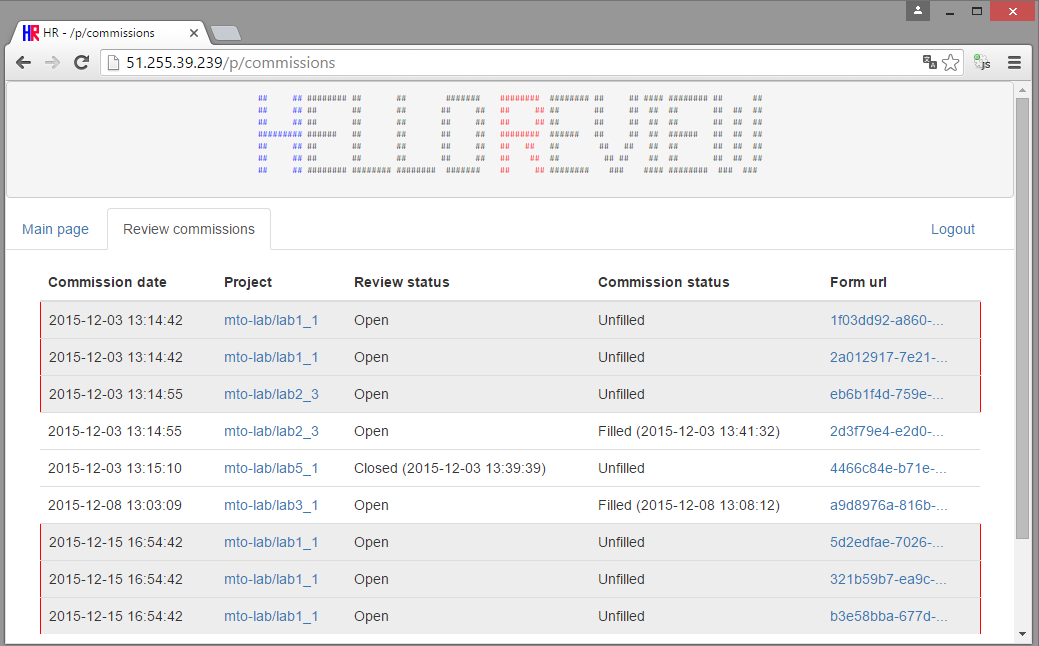 HR - /p/commissions
51.255.39.239/p/commissions
JS
HELLOREVIEW
Main page
Review commissions
Logout
Commission date Project Review status Commission status Form url
2015-12-03 13:14:42 mto-lab/lab1_1 Open Unfilled 1f03dd92-a860-...
2015-12-03 13:14:42 mto-lab/lab1_1 Open Unfilled 2a012917-7e21-...
2015-12-03 13:14:55 mto-lab/lab2_3 Open Unfilled eb6b1f4d-759e-...
2015-12-03 13:14:55 mto-lab/lab2_3 Open Filled (2015-12-03 13:41:32) 2d3f79e4-e2d0-...
2015-12-03 13:15:10 mto-lab/lab5_1 Closed (2015-12-03 13:39:39) Unfilled 4466c84e-b71e-...
2015-12-08 13:03:09 mto-lab/lab3_1 Open Filled (2015-12-08 13:08:12) a9d8976a-816b-...
2015-12-15 16:54:42 mto-lab/lab1_1 Open Unfilled 5d2edfae-7026-...
2015-12-15 16:54:42 mto-lab/lab1_1 Open Unfilled 321b59b7-ea9c-...
2015-12-15 16:54:42 mto-lab/lab1_1 Open Unfilled b3e58bba-677d-...